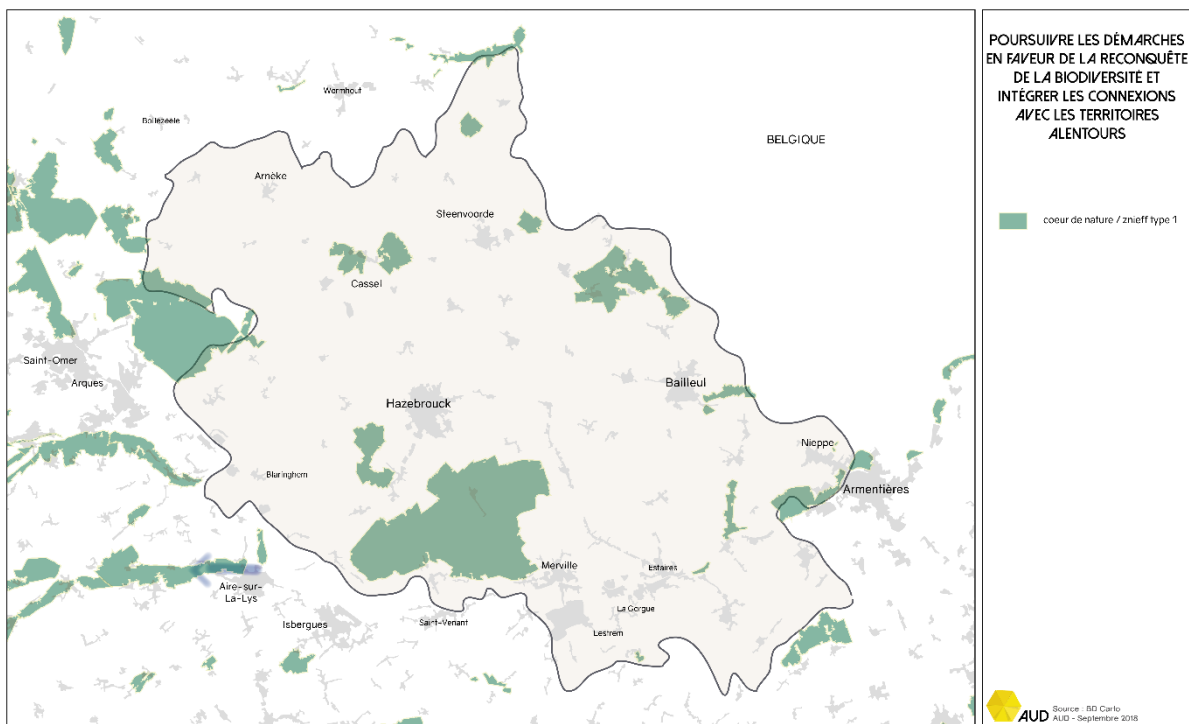 Wormhout
Bollezeele
BELGIQUE
Arnèke
Steenvoorde
Cassel
Saint-Omer
Arques
Bailleul
Hazebrouck
Nieppe
Blaringhem
Armentières
Merville
Estaires
Aire-sur-
La-Lys
La Gorgue
Isbergues
Saint-Venant
Lestrem
POURSUIVRE LES DÉMARCHES
EN FAVEUR DE LA RECONQUÊTE
DE LA BIODIVERSITÉ ET
INTÉGRER LES CONNEXIONS
AVEC LES TERRITOIRES
ALENTOURS
coeur de nature / znieff type 1
AUD
Source : BD Carto
AUD - Septembre 2018